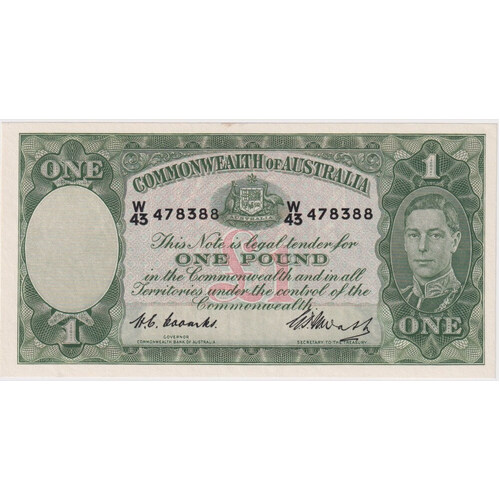 COMMONWEALTH OF AUSTRALIA
ONE
1
W/43 478388 W/43 478388
AUSTRALIA
This Note is legal tender for
ONE POUND
in the Commonwealth and in all
Territories under the control of the
Commonwealth.
£1
1
ONE
GOVERNOR
COMMONWEALTH BANK OF AUSTRALIA
SECRETARY TO THE TREASURY